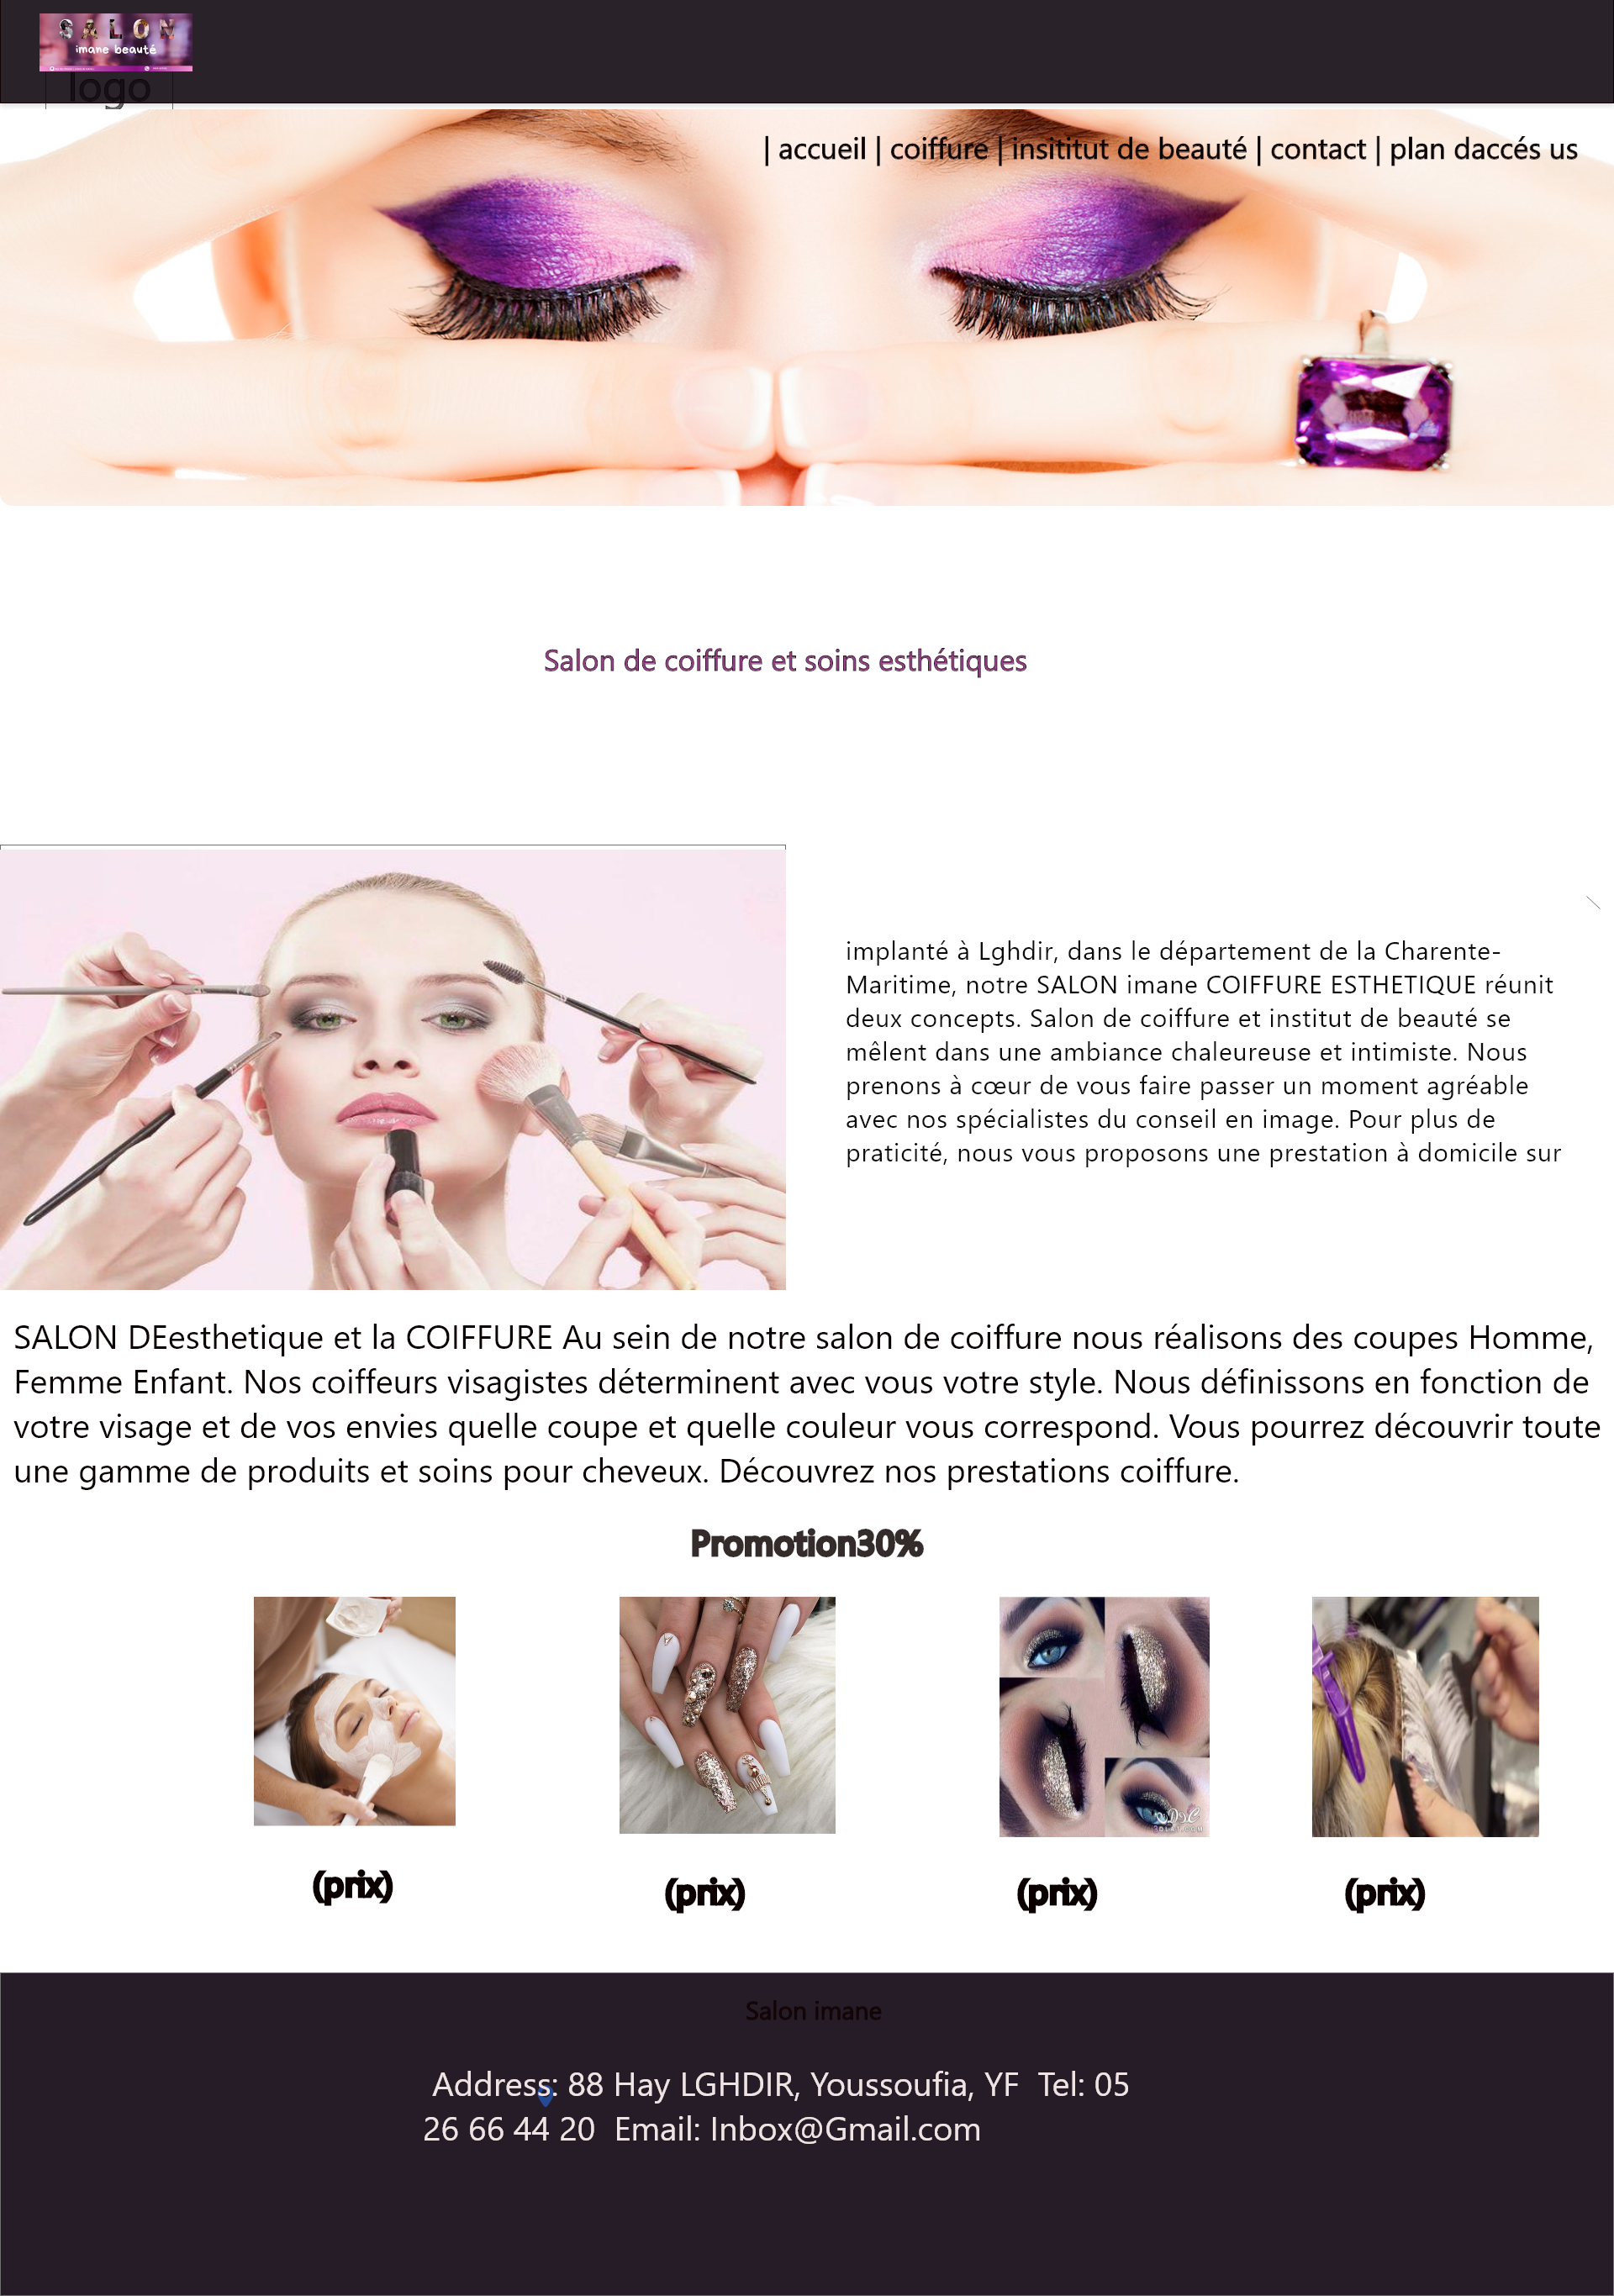 SALON
imane beauté
logo
| accueil | coiffure | insititut de beauté | contact | plan daccés us
Salon de coiffure et soins esthétiques
implanté à Lghdir, dans le département de la Charente-
Maritime, notre SALON imane COIFFURE ESTHETIQUE réunit
deux concepts. Salon de coiffure et institut de beauté se
mêlent dans une ambiance chaleureuse et intimiste. Nous
prenons à cœur de vous faire passer un moment agréable
avec nos spécialistes du conseil en image. Pour plus de
praticité, nous vous proposons une prestation à domicile sur
SALON DEesthetique et la COIFFURE Au sein de notre salon de coiffure nous réalisons des coupes Homme,
Femme Enfant. Nos coiffeurs visagistes déterminent avec vous votre style. Nous définissons en fonction de
votre visage et de vos envies quelle coupe et quelle couleur vous correspond. Vous pourrez découvrir toute
une gamme de produits et soins pour cheveux. Découvrez nos prestations coiffure.
Promotion30%
(prix) (prix) (prix) (prix)
Salon imane
Address: 88 Hay LGHDIR, Youssoufia, YF Tel: 05
26 66 44 20 Email: Inbox@Gmail.com